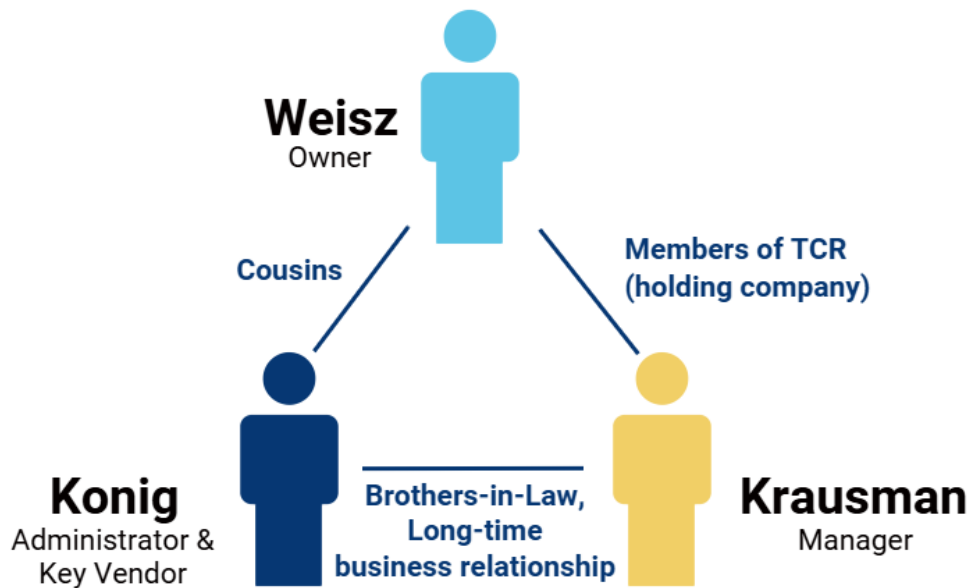 Weisz
Owner
Cousins
Members of TCR
(holding company)
Konig
Administrator &
Key Vendor
Brothers-in-Law,
Long-time
business relationship
Krausman
Manager